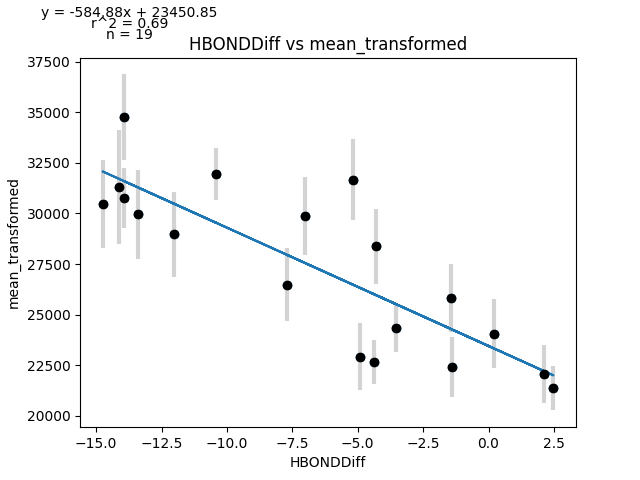 y = -584.88x + 23450.85
r^2 = 0.69
n = 19
HBONDDiff vs mean_transformed
37500
35000
32500
30000
27500
25000
22500
20000
mean_transformed
−15.0 −12.5 −10.0 −7.5 −5.0 −2.5 0.0 2.5
HBONDDiff